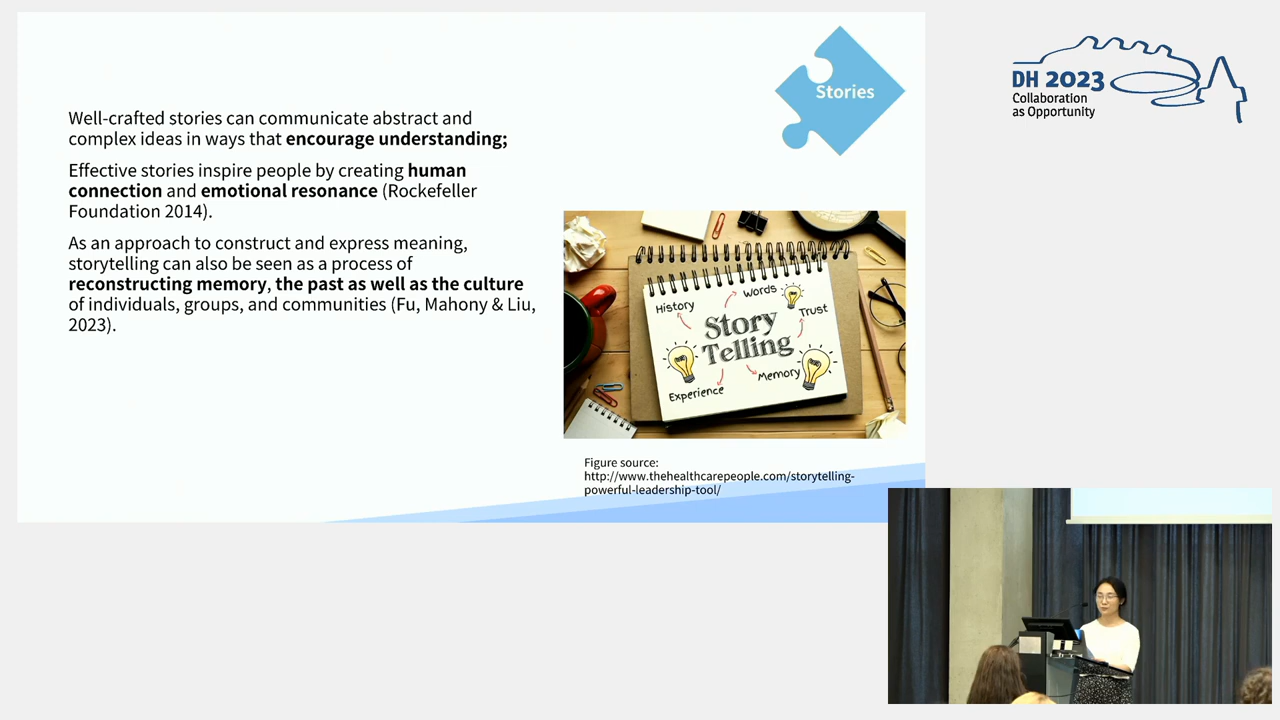 Stories
Well-crafted stories can communicate abstract and
complex ideas in ways that encourage understanding;
Effective stories inspire people by creating human
connection and emotional resonance (Rockefeller
Foundation 2014).
As an approach to construct and express meaning,
storytelling can also be seen as a process of
reconstructing memory, the past as well as the culture
of individuals, groups, and communities (Fu, Mahony & Liu,
2023).
History
Words
Trust
Story
Telling
Experience
Memory
Figure source:
http://www.thehealthcarepeople.com/storytelling-
powerful-leadership-tool/
DH 2023
Collaboration
as Opportunity